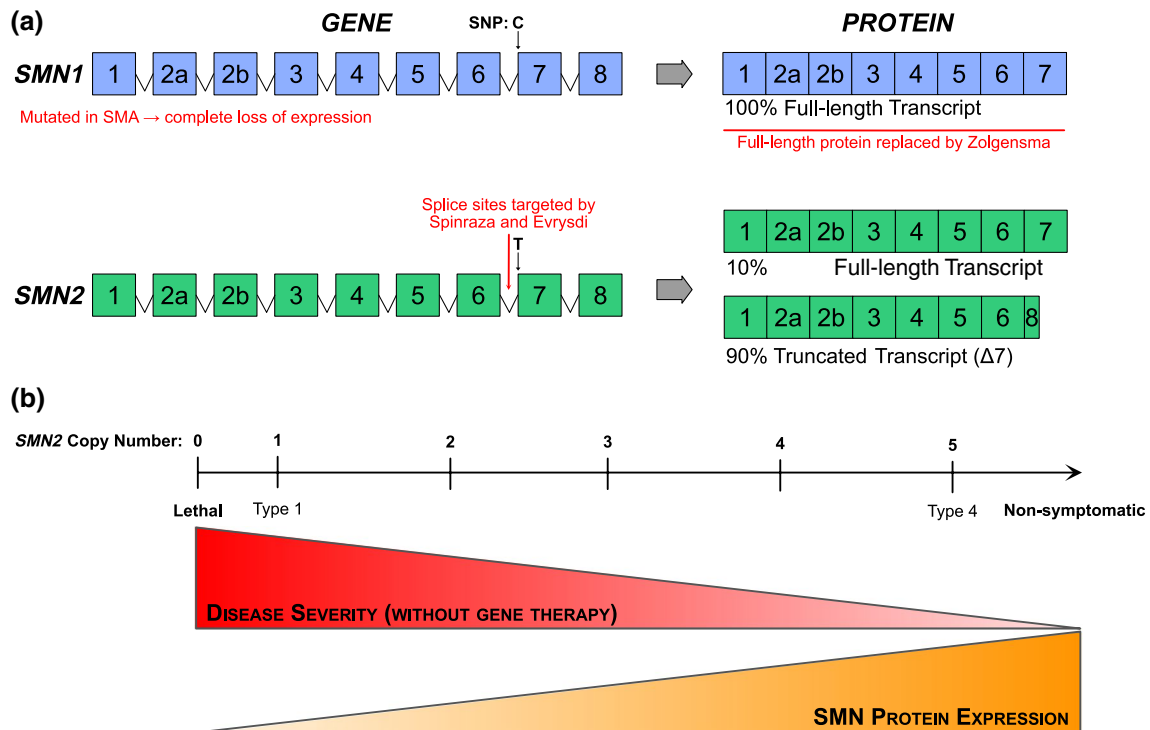 (a)
GENE
PROTEIN
SNP: C
SMN1
1 2a 2b 3 4 5 6 7 8
1 2a 2b 3 4 5 6 7
Mutated in SMA → complete loss of expression
100% Full-length Transcript
Full-length protein replaced by Zolgensma
Splice sites targeted by
Spinraza and Evrysdi
T
SMN2
1 2a 2b 3 4 5 6 7 8
1 2a 2b 3 4 5 6 7
10% Full-length Transcript
1 2a 2b 3 4 5 6 8
90% Truncated Transcript (Δ7)
(b)
SMN2 Copy Number: 0 1 2 3 4 5
Lethal Type 1 Type 4 Non-symptomatic
DISEASE SEVERITY (WITHOUT GENE THERAPY)
SMN PROTEIN EXPRESSION